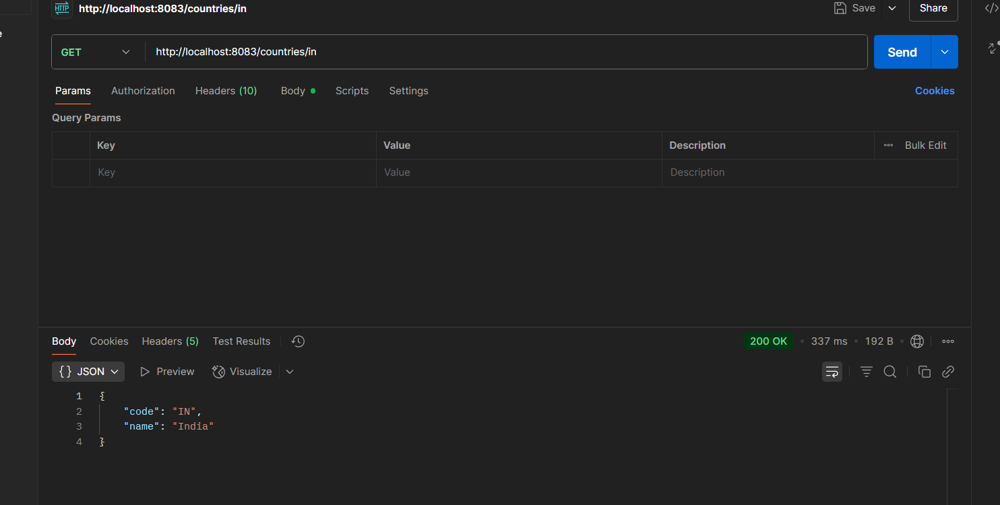 HTTP http://localhost:8083/countries/in Save Share </>
e
GET http://localhost:8083/countries/in Send
Params Authorization Headers (10) Body Scripts Settings Cookies
Query Params
Key Value Description Bulk Edit
Key Value Description
Body Cookies Headers (5) Test Results 200 OK • 337 ms • 192 B •
{} JSON Preview Visualize
1 {
2 "code": "IN",
3 "name": "India"
4 }